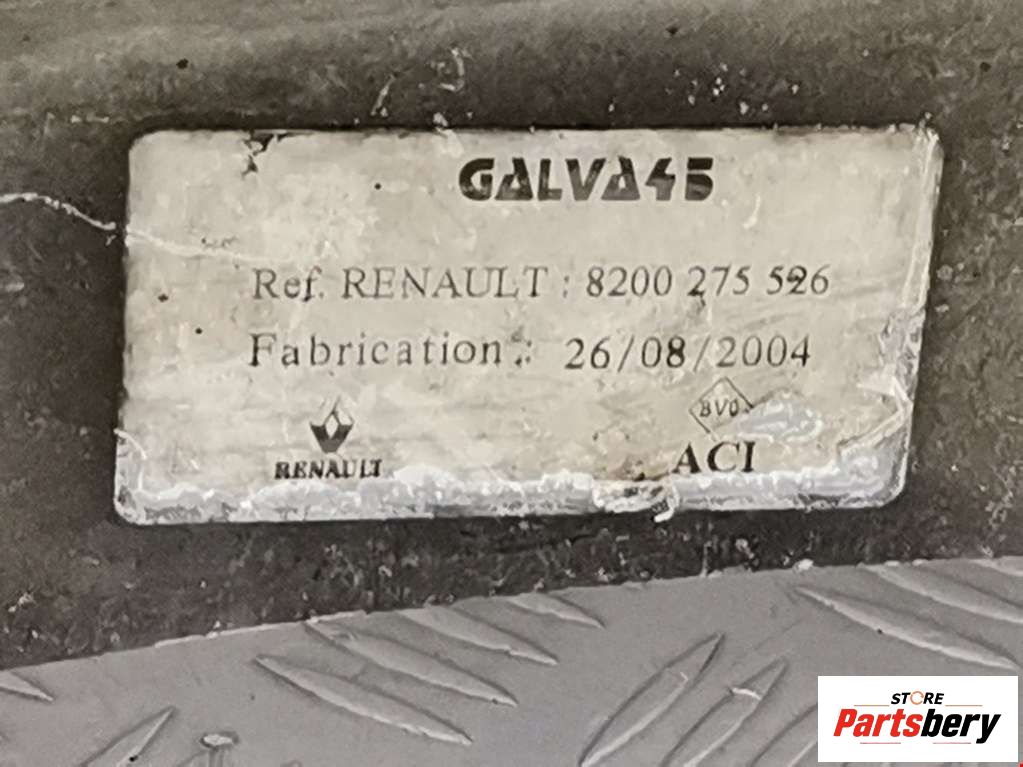 GALVA45
Ref. RENAULT : 8200 275 526
Fabrication : 26/08/2004
BV0
RENAULT
ACI
STORE
Partsbery